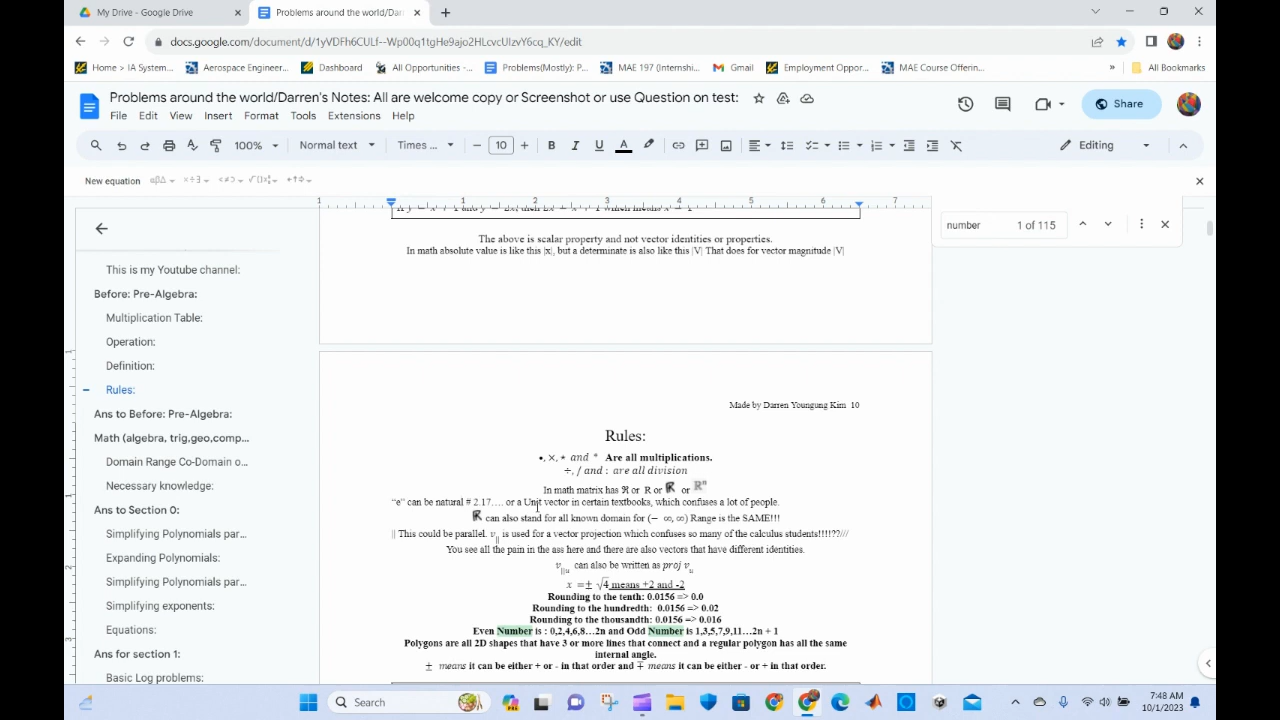 My Drive - Google Drive
Problems around the world/Darr
docs.google.com/document/d/1yVDFh6CULf--Wp00q1tgHe9ajo2HLcvcUIzvY6cq_KY/edit
Home > IA System...
Aerospace Engineer...
Dashboard
All Opportunities -...
Problems(Mostly): P...
MAE 197 (Internshi...
Gmail
Employment Oppor...
MAE Course Offerin...
»
All Bookmarks
Problems around the world/Darren's Notes: All are welcome copy or Screenshot or use Question on test:
Share
File Edit View Insert Format Tools Extensions Help
100% Normal text Times ... − 10 + B I U A Editing
New equation
1 1 2 3 4 5 6 7
number 1 of 115
This is my Youtube channel:
Before: Pre-Algebra:
Multiplication Table:
Operation:
Definition:
Rules:
Ans to Before: Pre-Algebra:
Math (algebra, trig,geo,comp...
Domain Range Co-Domain o...
Necessary knowledge:
Ans to Section 0:
Simplifying Polynomials par...
Expanding Polynomials:
Simplifying Polynomials par...
Simplifying exponents:
Equations:
Ans for section 1:
Basic Log problems:
The above is scalar property and not vector identities or properties.
In math absolute value is like this |x|, but a determinate is also like this |V| That does for vector magnitude |V|
Made by Darren Youngung Kim 10
Rules:
•, ×, ⋆ and * Are all multiplications.
÷, / and : are all division
In math matrix has ℜ or R or ℝ or ℝⁿ
“e” can be natural # 2.17.... or a Unit vector in certain textbooks, which confuses a lot of people.
ℝ can also stand for all known domain for (− ∞, ∞) Range is the SAME!!!
|| This could be parallel. v|| is used for a vector projection which confuses so many of the calculus students!!!!??///
You see all the pain in the ass here and there are also vectors that have different identities.
v||u can also be written as proj vu
x = ± √4 means +2 and -2
Rounding to the tenth: 0.0156 => 0.0
Rounding to the hundredth: 0.0156 => 0.02
Rounding to the thousandth: 0.0156 => 0.016
Even Number is : 0,2,4,6,8...2n and Odd Number is 1,3,5,7,9,11...2n + 1
Polygons are all 2D shapes that have 3 or more lines that connect and a regular polygon has all the same
internal angle.
± means it can be either + or - in that order and ∓ means it can be either - or + in that order.
Search
7:48 AM
10/1/2023